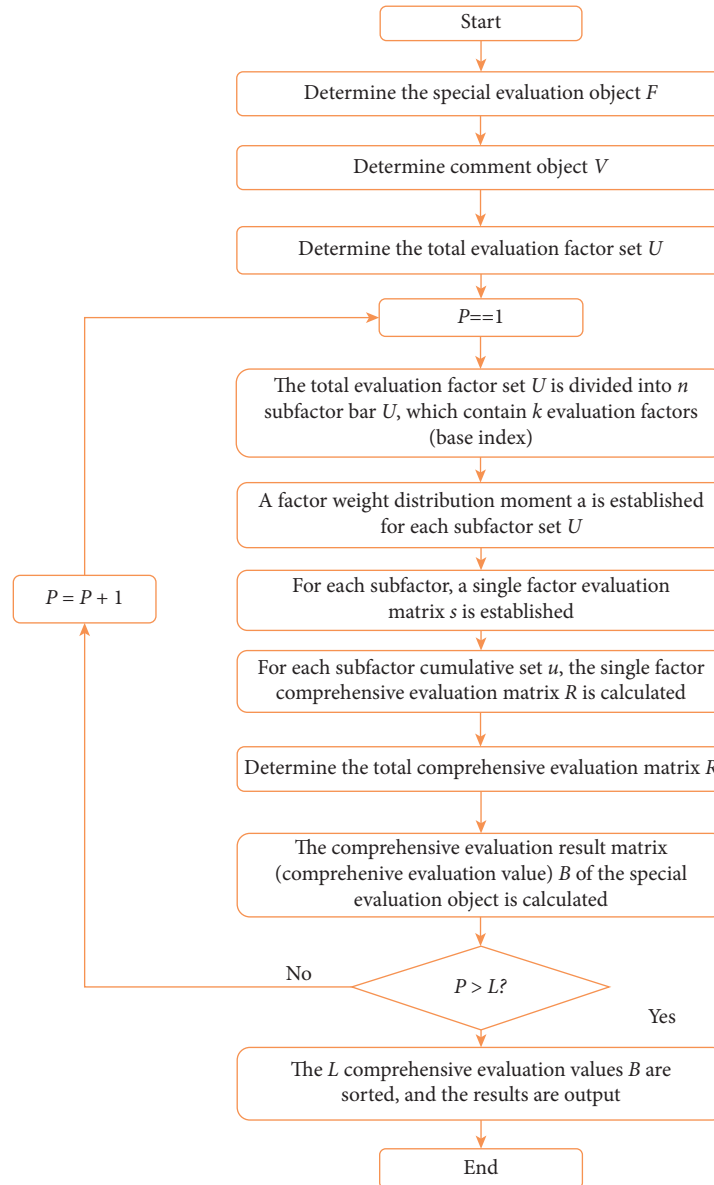 Start
Determine the special evaluation object F
Determine comment object V
Determine the total evaluation factor set U
P==1
The total evaluation factor set U is divided into n
subfactor bar U, which contain k evaluation factors
(base index)
A factor weight distribution moment a is established
for each subfactor set U
P = P + 1
For each subfactor, a single factor evaluation
matrix s is established
For each subfactor cumulative set u, the single factor
comprehensive evaluation matrix R is calculated
Determine the total comprehensive evaluation matrix R
The comprehensive evaluation result matrix
(comprehenive evaluation value) B of the special
evaluation object is calculated
No
P > L?
Yes
The L comprehensive evaluation values B are
sorted, and the results are output
End